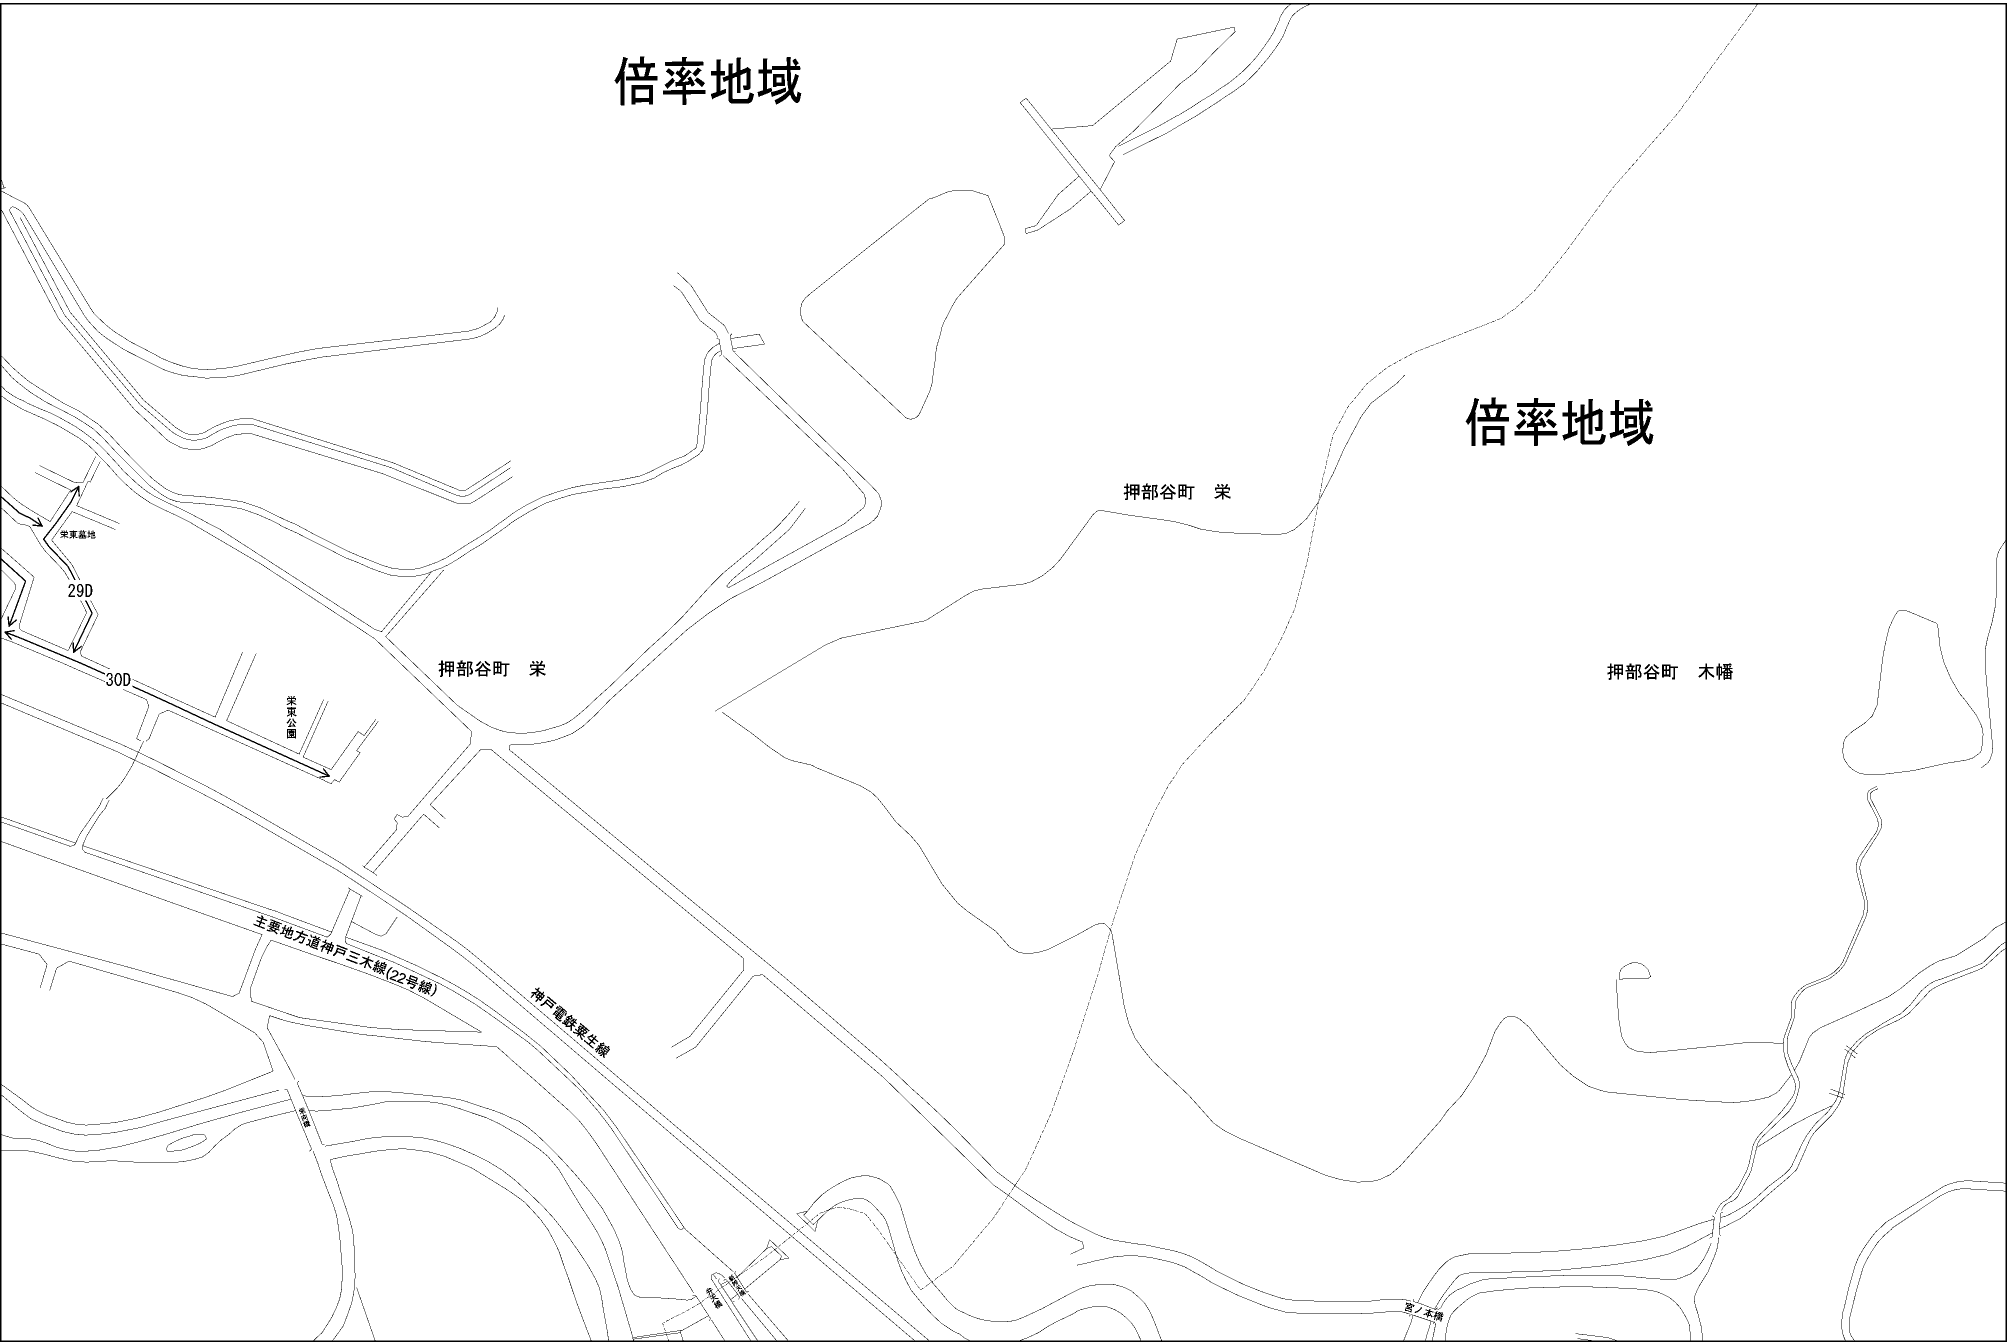 倍率地域
倍率地域
押部谷町　栄
栄東墓地
29D
押部谷町　栄
押部谷町　木幡
30D
栄東公園
主要地方道神戸三木線(22号線)
神戸電鉄粟生線
宮ノ本橋